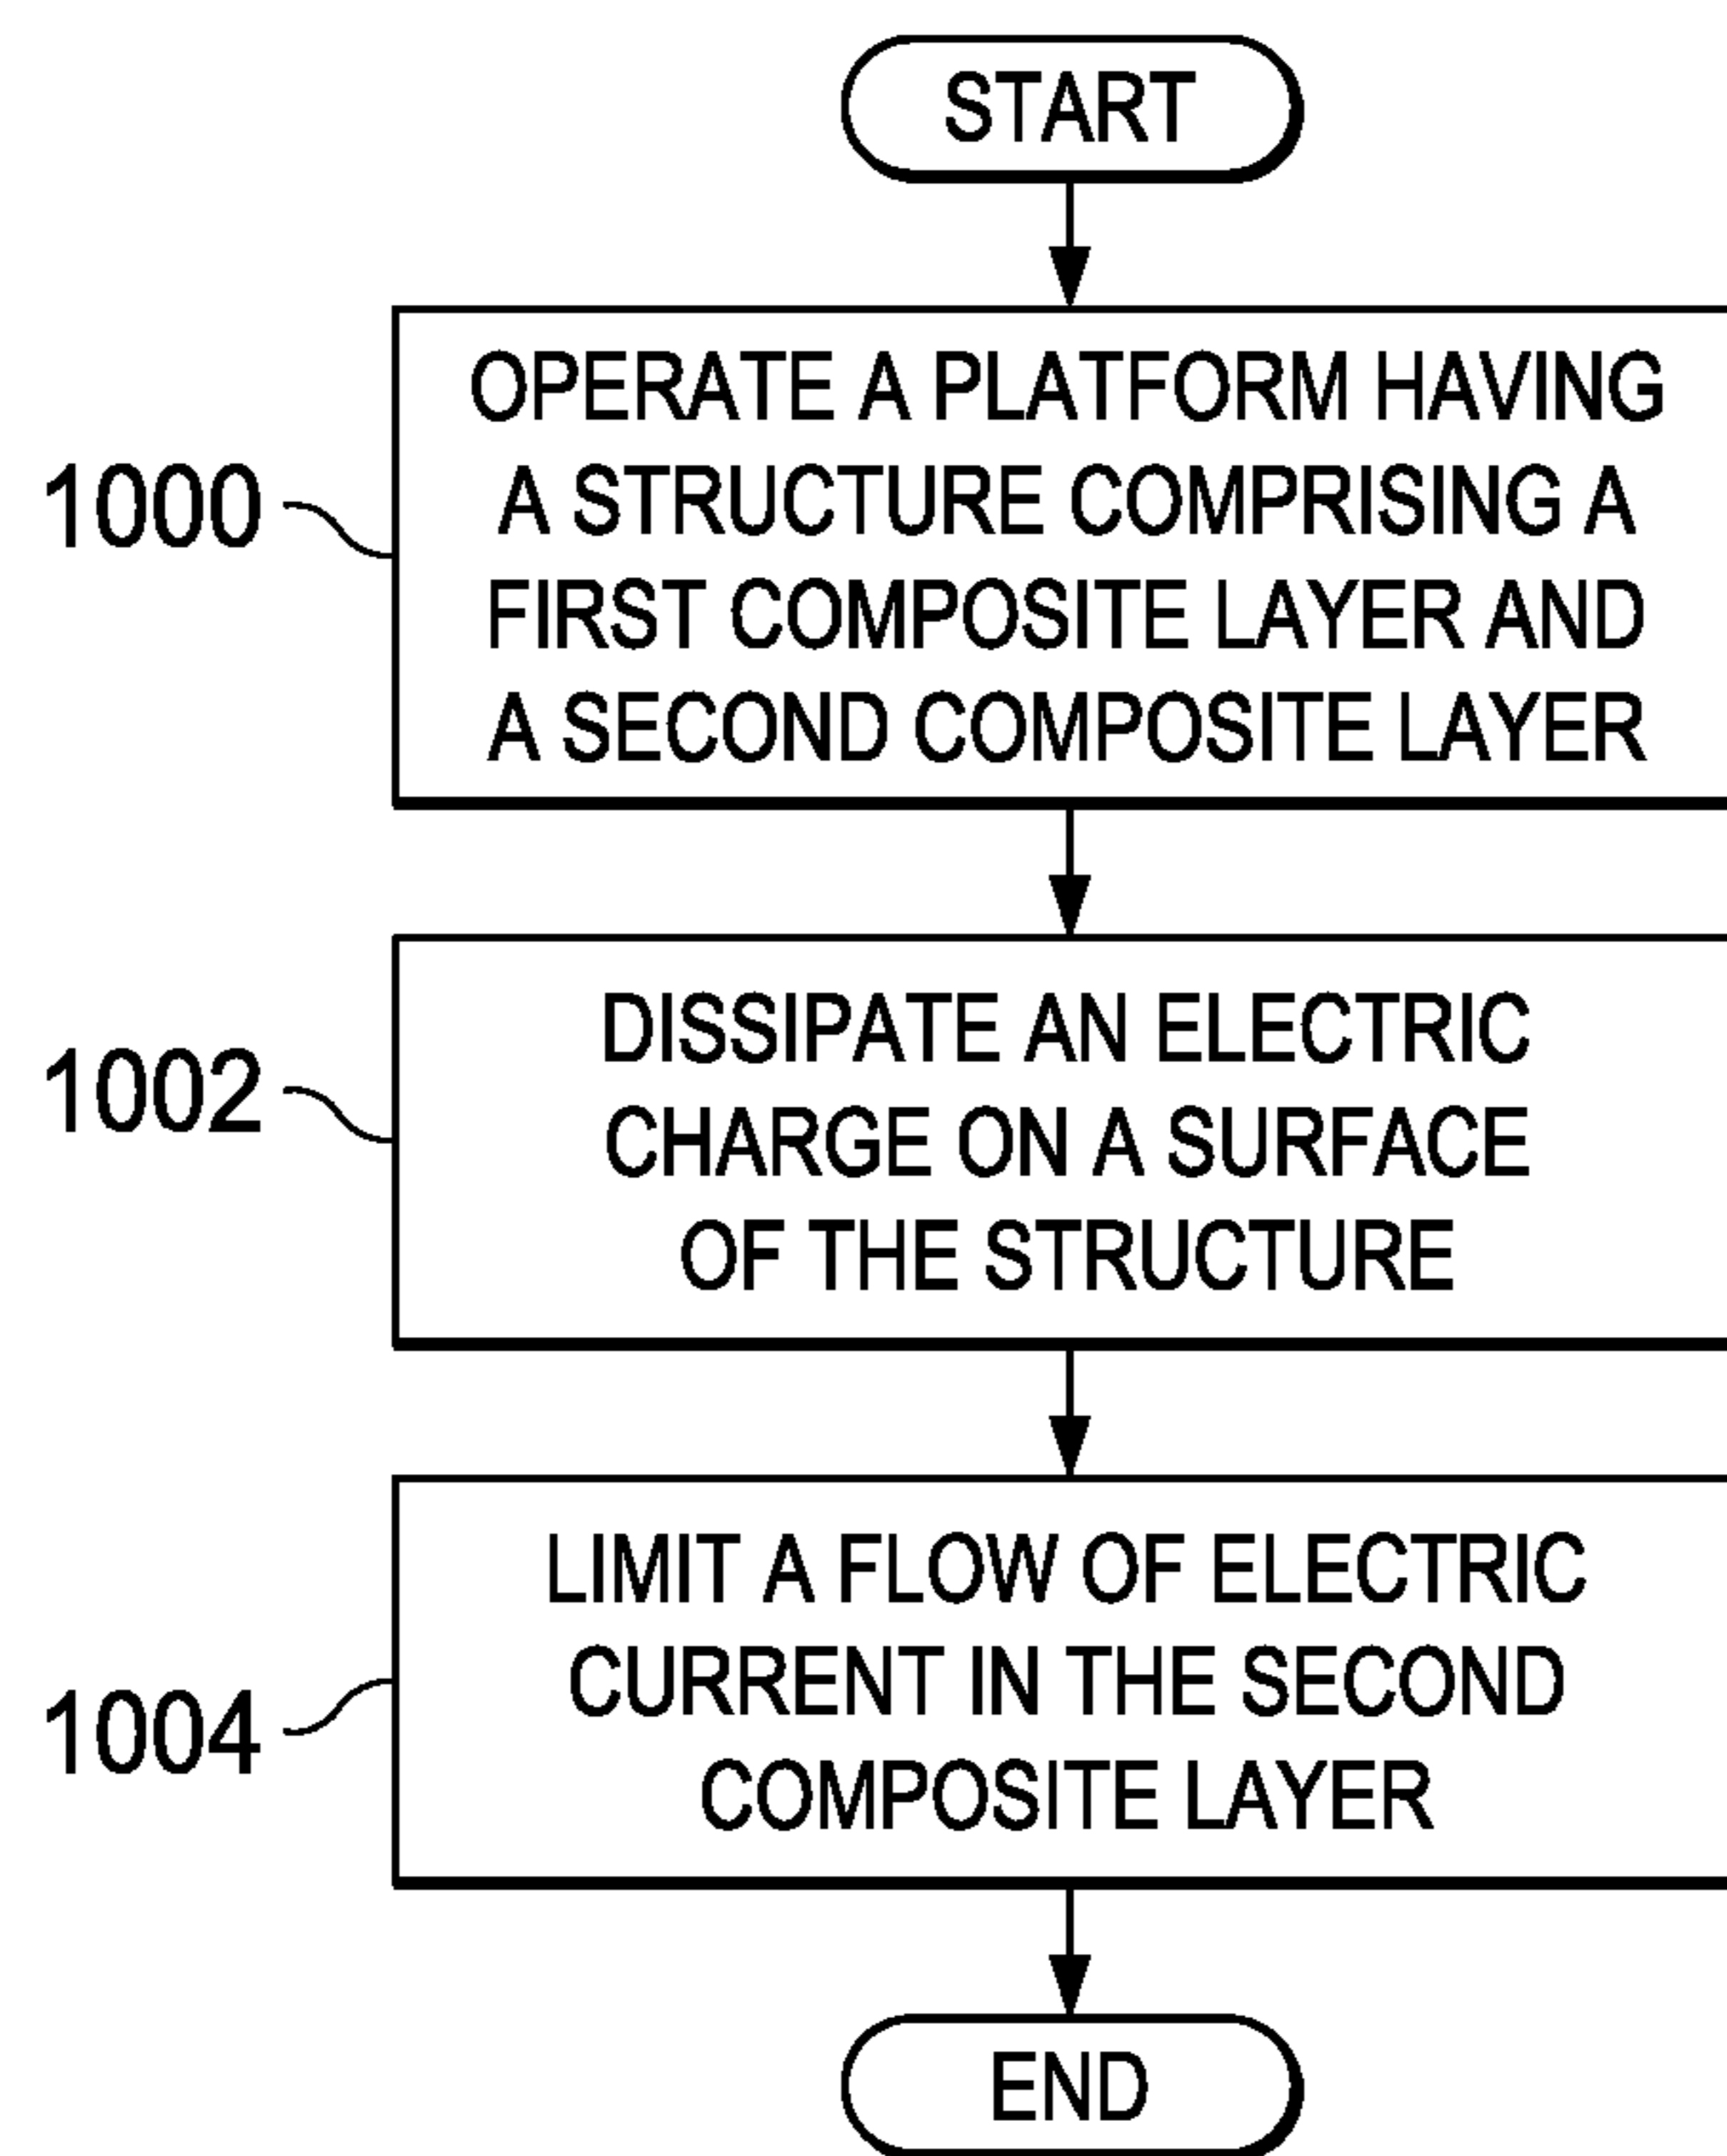 START
OPERATE A PLATFORM HAVING
A STRUCTURE COMPRISING A
FIRST COMPOSITE LAYER AND
A SECOND COMPOSITE LAYER
1000
DISSIPATE AN ELECTRIC
CHARGE ON A SURFACE
OF THE STRUCTURE
1002
LIMIT A FLOW OF ELECTRIC
CURRENT IN THE SECOND
COMPOSITE LAYER
1004
END